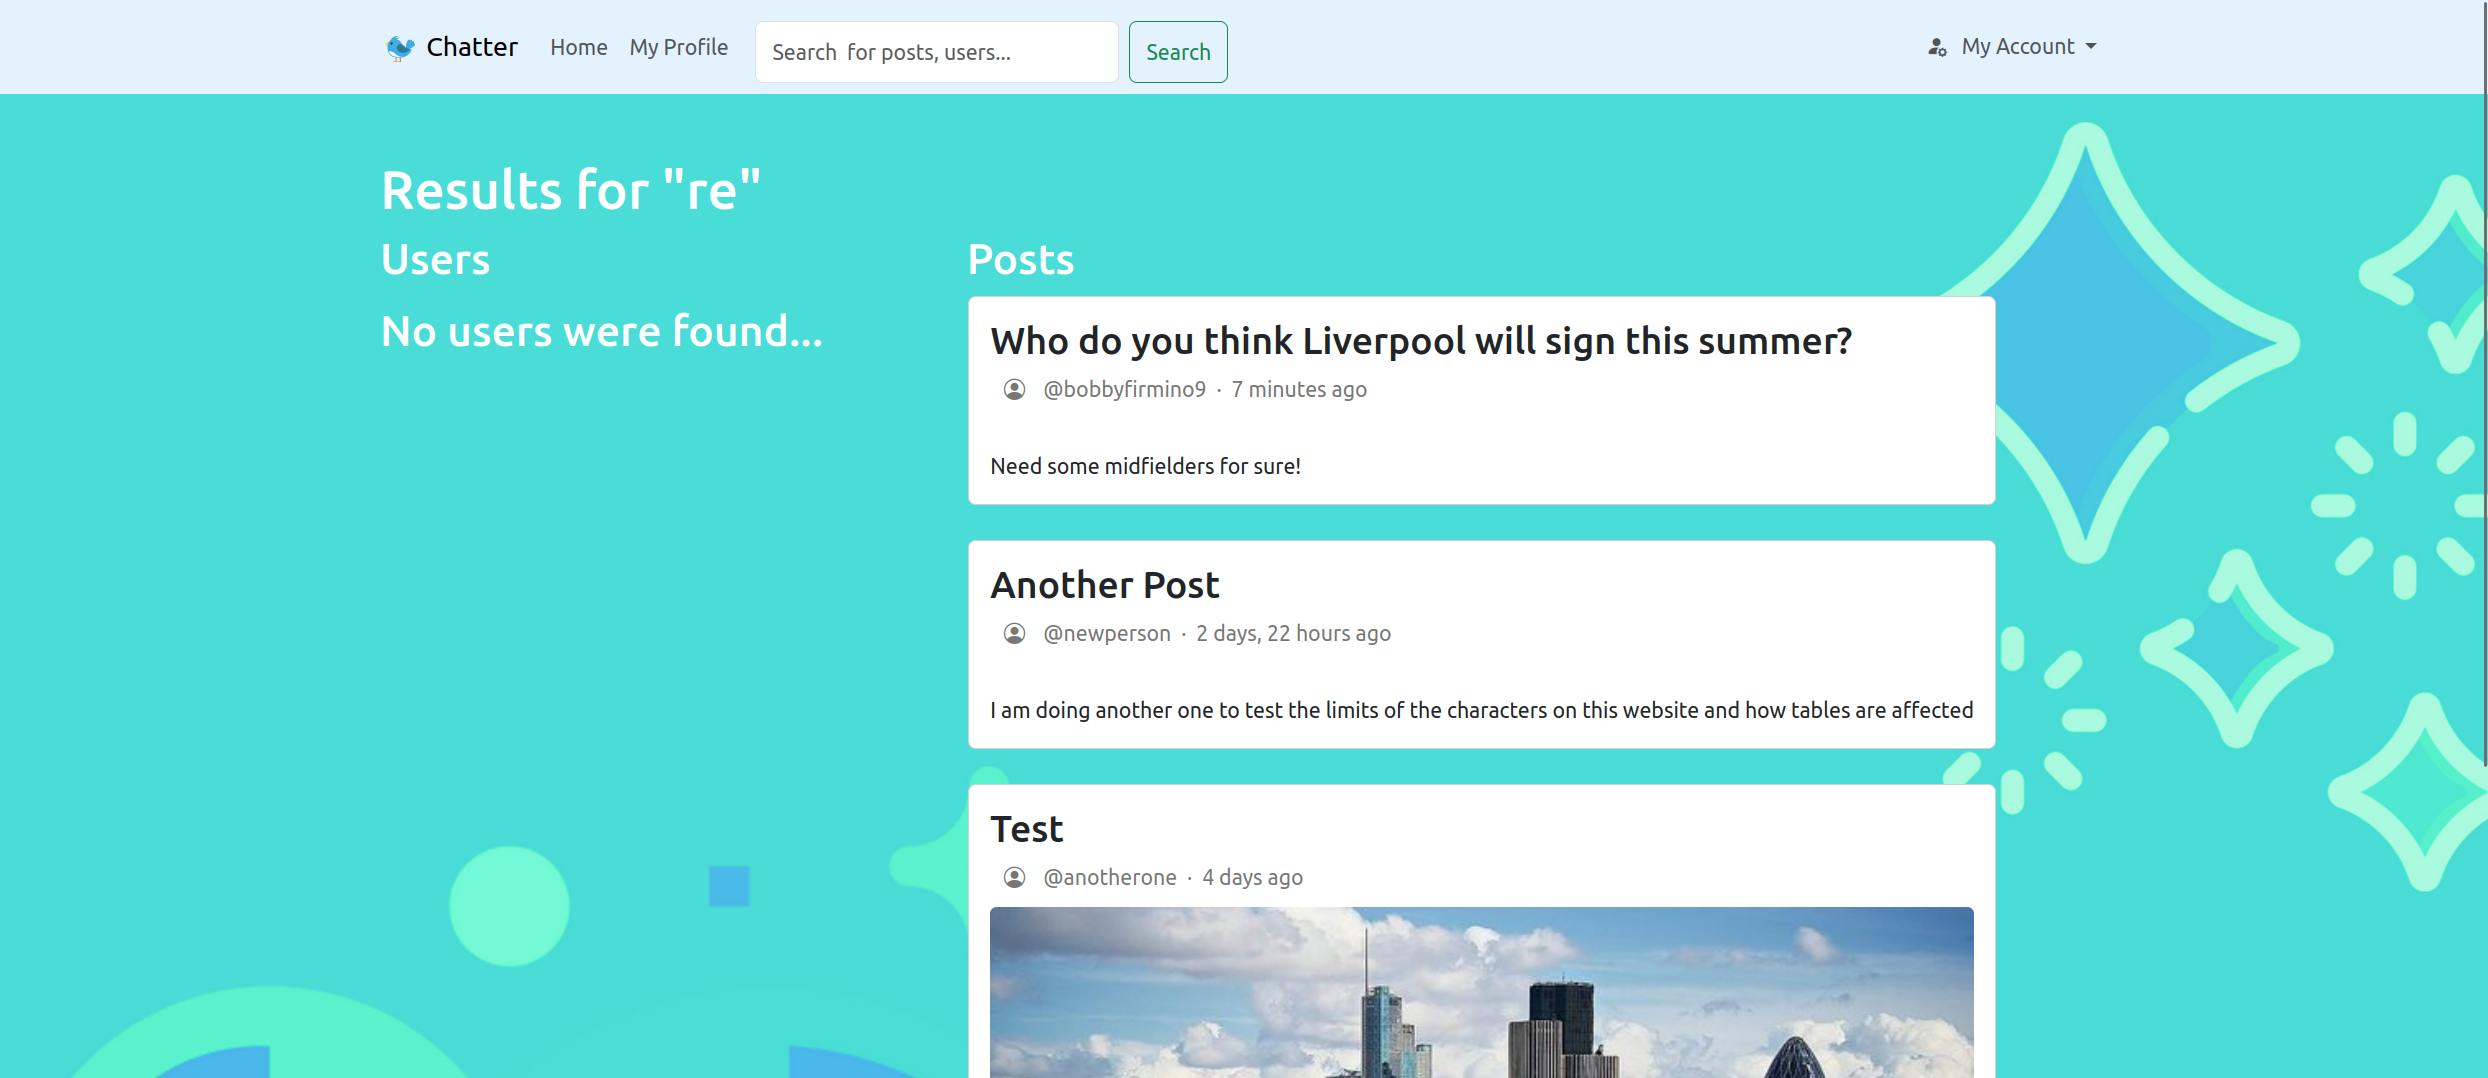 Chatter
Home
My Profile
Search  for posts, users...
Search
My Account
Results for "re"
Users
No users were found...
Posts
Who do you think Liverpool will sign this summer?
@bobbyfirmino9 · 7 minutes ago
Need some midfielders for sure!
Another Post
@newperson · 2 days, 22 hours ago
I am doing another one to test the limits of the characters on this website and how tables are affected
Test
@anotherone · 4 days ago